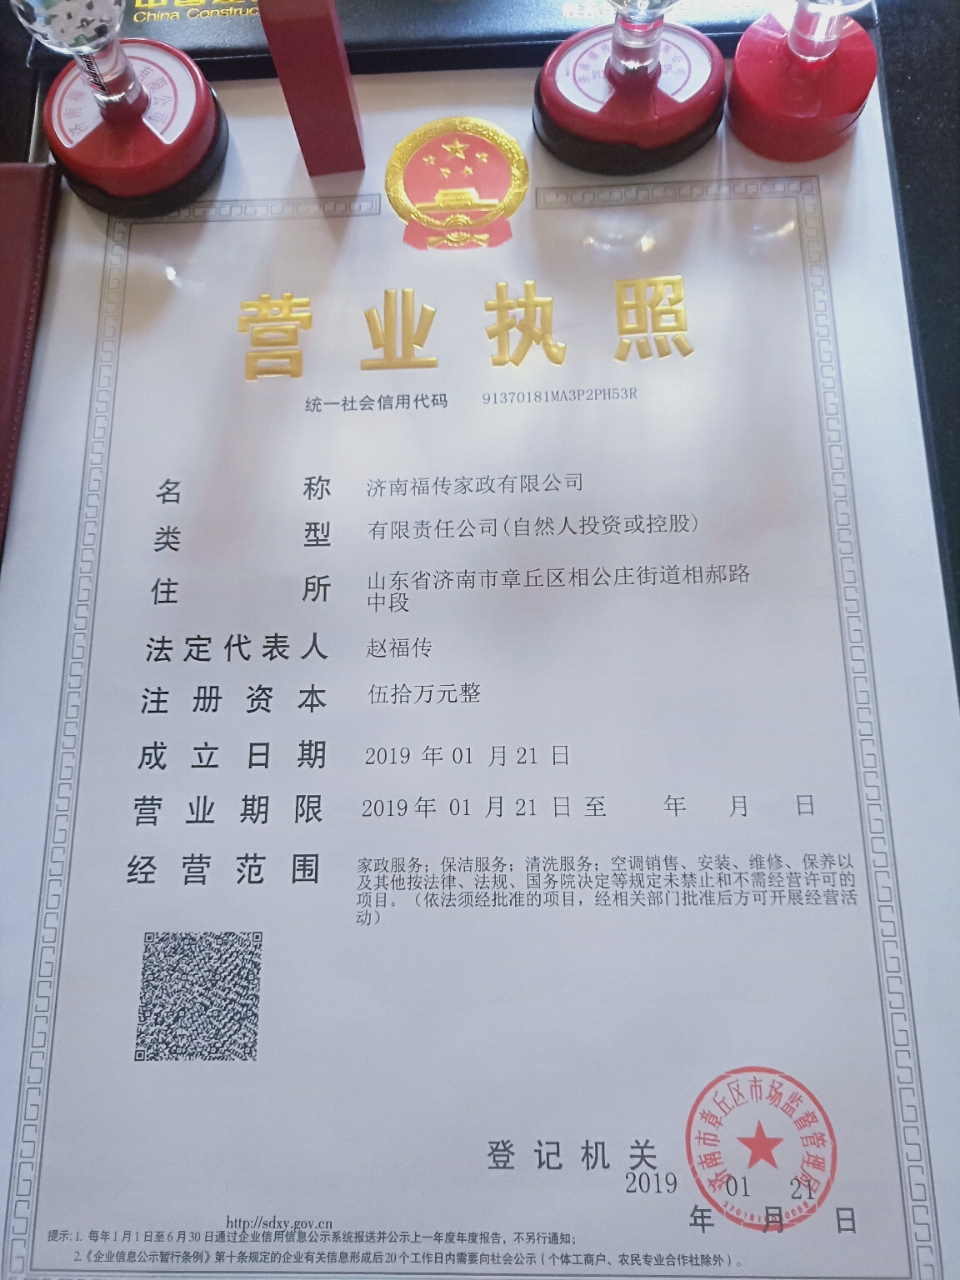 China Construc
营业执照
统一社会信用代码 91370181MA3P2PH53R
名称 济南福传家政有限公司
类型 有限责任公司(自然人投资或控股)
住所 山东省济南市章丘区相公庄街道相郝路
中段
法定代表人 赵福传
注册资本 伍拾万元整
成立日期 2019 年 01 月 21 日
营业期限 2019 年 01 月 21 日 至 年 月 日
经营范围 家政服务；保洁服务；清洗服务；空调销售、安装、维修、保养以
及其他按法律、法规、国务院决定等规定未禁止和不需经营许可的
项目。（依法须经批准的项目，经相关部门批准后方可开展经营活
动）
济南市章丘区市场监督管理局
登记机关
2019 01 21
年 月 日
http://sdxy.gov.cn
提示：1. 每年1月1日至6月30日通过企业信用信息公示系统报送并公示上一年度年度报告，不另行通知；
2.《企业信息公示暂行条例》第十条规定的企业有关信息形成后20个工作日内需要向社会公示（个体工商户、农民专业合作社除外）。